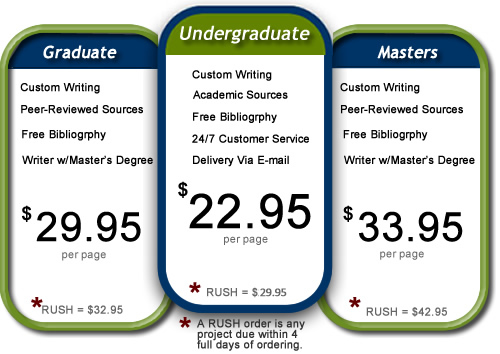 Graduate
Custom Writing
Peer-Reviewed Sources
Free Bibliogrphy
Writer w/Master's Degree
$29.95
per page
* RUSH = $32.95
Undergraduate
Custom Writing
Academic Sources
Free Bibliogrphy
24/7 Customer Service
Delivery Via E-mail
$22.95
per page
* RUSH = $29.95
* A RUSH order is any
project due within 4
full days of ordering.
Masters
Custom Writing
Peer-Reviewed Sources
Free Bibliogrphy
Writer w/Master's Degree
$33.95
per page
* RUSH = $42.95